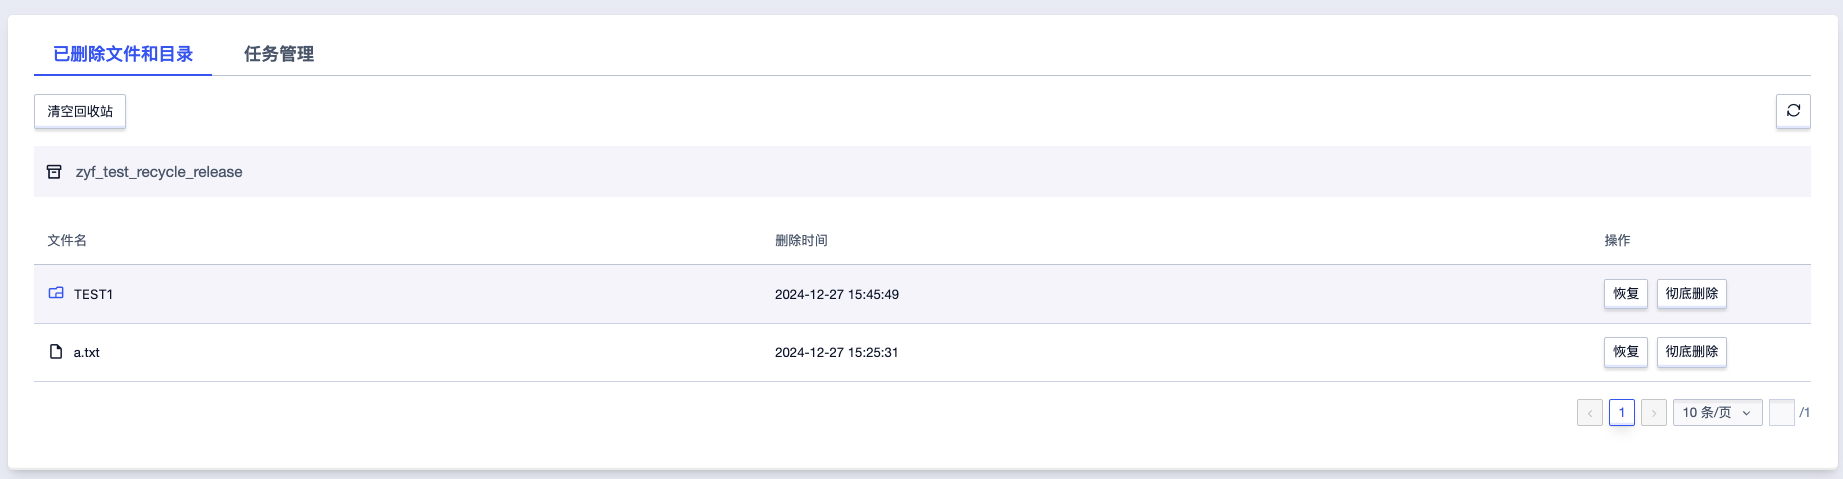 已删除文件和目录 任务管理
清空回收站
zyf_test_recycle_release
文件名 删除时间 操作
TEST1 2024-12-27 15:45:49 恢复 彻底删除
a.txt 2024-12-27 15:25:31 恢复 彻底删除
1 10 条/页 /1